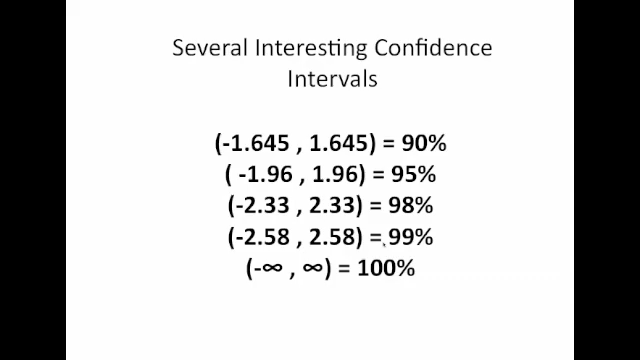 Several Interesting Confidence
Intervals
(-1.645 , 1.645) = 90%
( -1.96 , 1.96) = 95%
(-2.33 , 2.33) = 98%
(-2.58 , 2.58) = 99%
(-∞ , ∞) = 100%